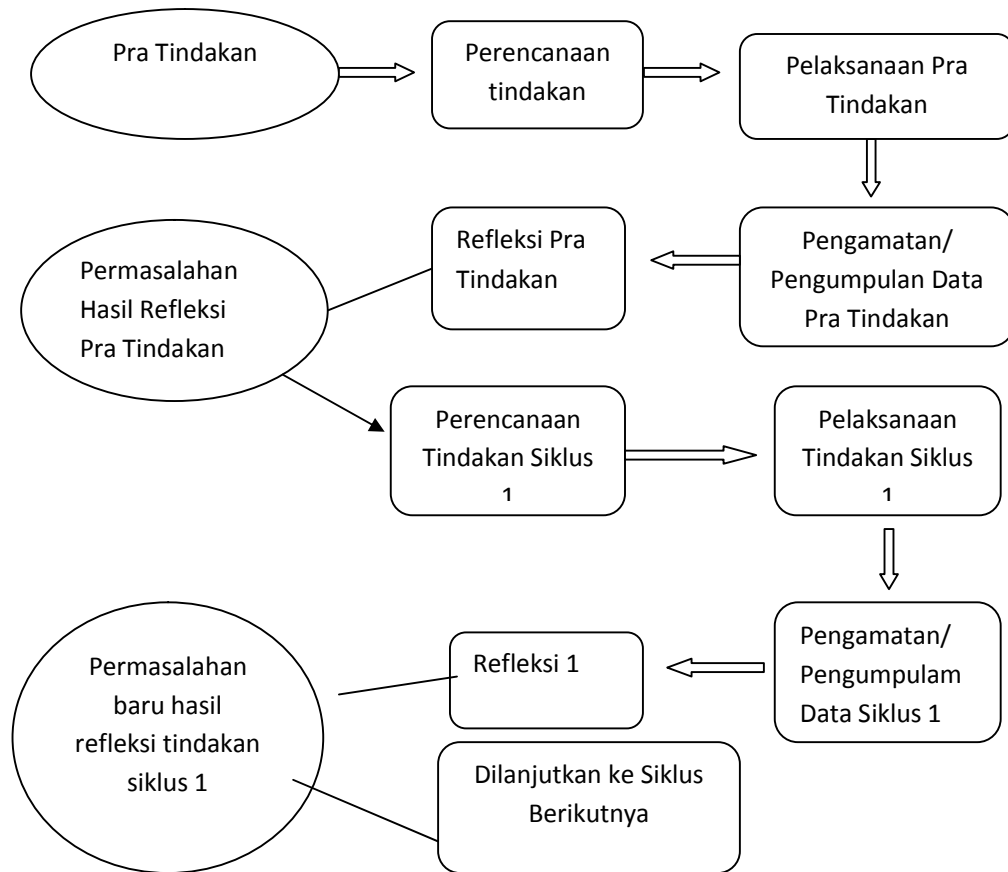 Pra Tindakan
Perencanaan
tindakan
Pelaksanaan Pra
Tindakan
Pengamatan/
Pengumpulan Data
Pra Tindakan
Refleksi Pra
Tindakan
Permasalahan
Hasil Refleksi
Pra Tindakan
Perencanaan
Tindakan Siklus
1
Pelaksanaan
Tindakan Siklus
1
Pengamatan/
Pengumpulam
Data Siklus 1
Refleksi 1
Permasalahan
baru hasil
refleksi tindakan
siklus 1
Dilanjutkan ke Siklus
Berikutnya